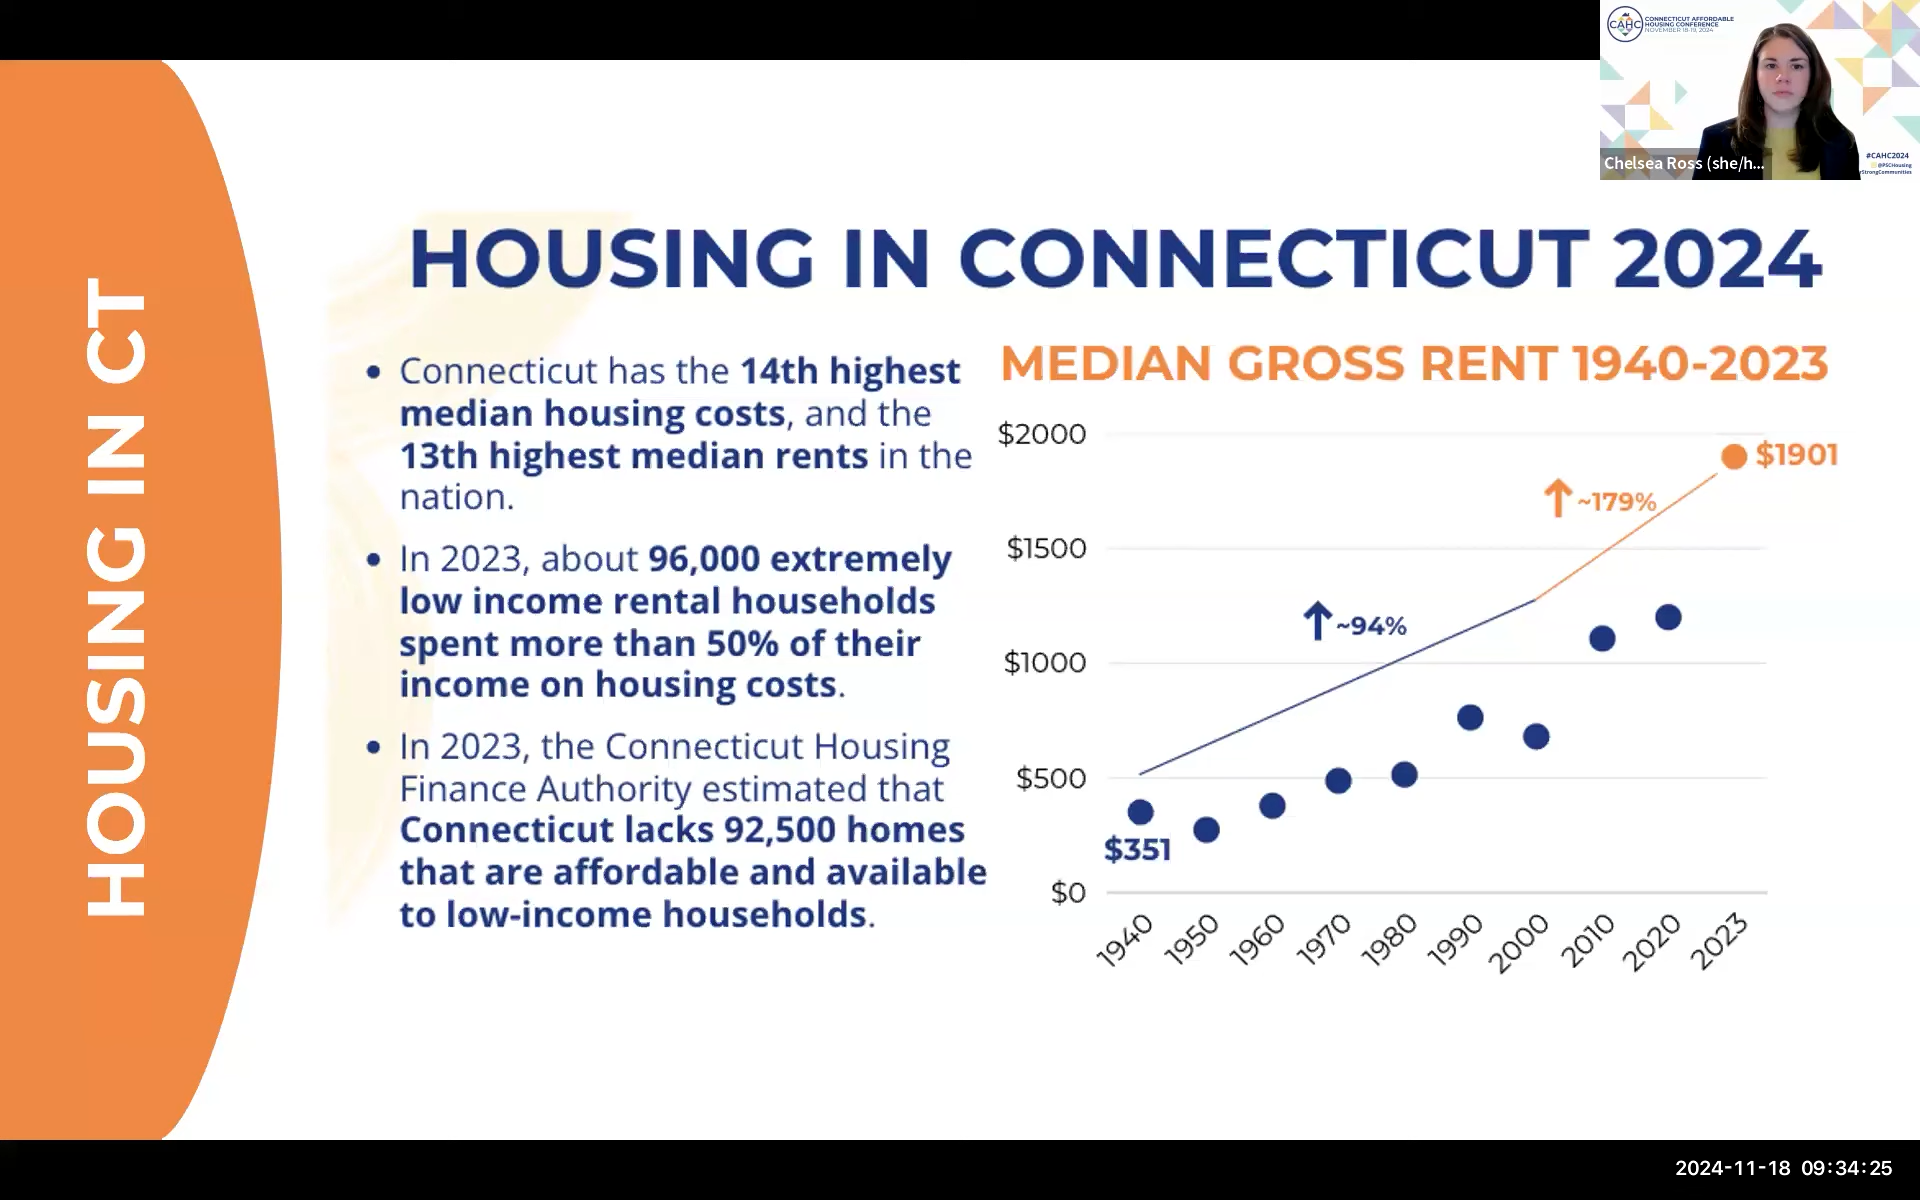 CAHC
CONNECTICUT AFFORDABLE
HOUSING CONFERENCE
NOVEMBER 18-19, 2024
#CAHC2024
@PSCHousing
Chelsea Ross (she/h...
HOUSING IN CT
HOUSING IN CONNECTICUT 2024
• Connecticut has the 14th highest
median housing costs, and the
13th highest median rents in the
nation.
• In 2023, about 96,000 extremely
low income rental households
spent more than 50% of their
income on housing costs.
• In 2023, the Connecticut Housing
Finance Authority estimated that
Connecticut lacks 92,500 homes
that are affordable and available
to low-income households.
MEDIAN GROSS RENT 1940-2023
$2000
$1901
~179%
$1500
~94%
$1000
$500
$351
$0
1940
1950
1960
1970
1980
1990
2000
2010
2020
2023
2024-11-18 09:34:25